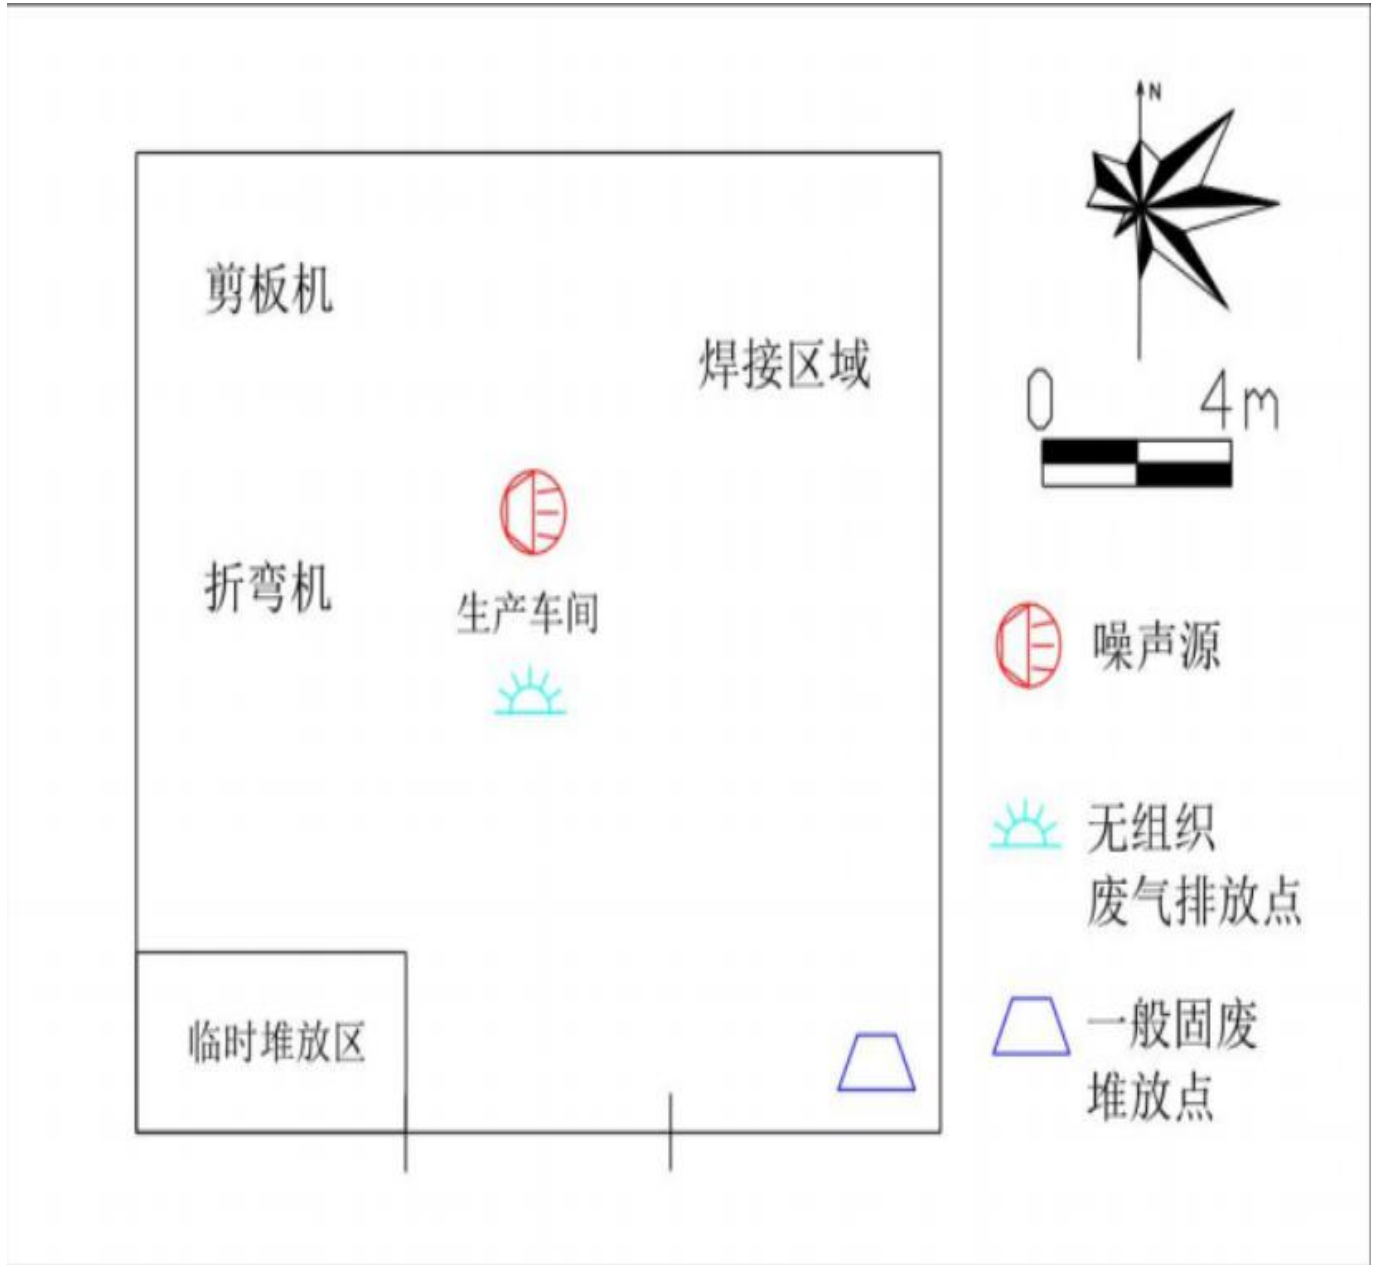 N
剪板机
焊接区域
0 4m
折弯机
生产车间
噪声源
无组织
废气排放点
临时堆放区
一般固废
堆放点